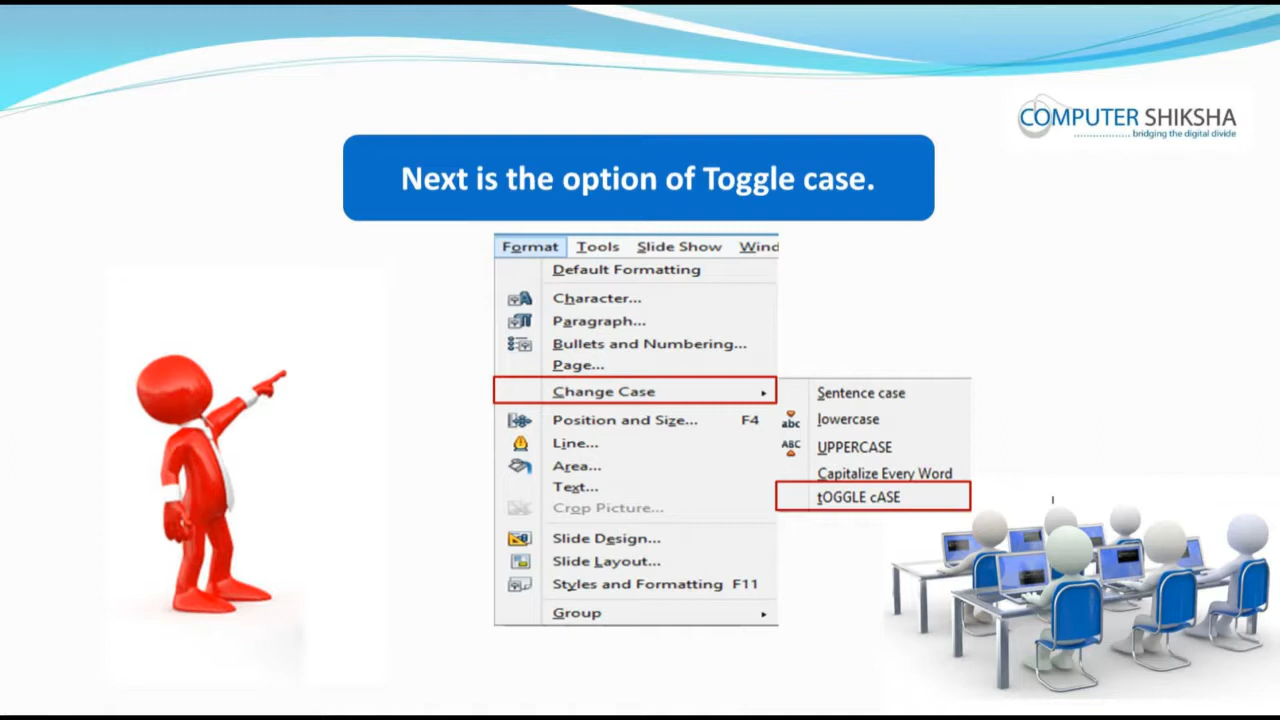 COMPUTER SHIKSHA
bridging the digital divide
Next is the option of Toggle case.
Format Tools Slide Show Wind
Default Formatting
Character...
Paragraph...
Bullets and Numbering...
Page...
Change Case
Position and Size... F4
Line...
Area...
Text...
Crop Picture...
Slide Design...
Slide Layout...
Styles and Formatting F11
Group
Sentence case
abc lowercase
ABC UPPERCASE
Capitalize Every Word
tOGGLE cASE